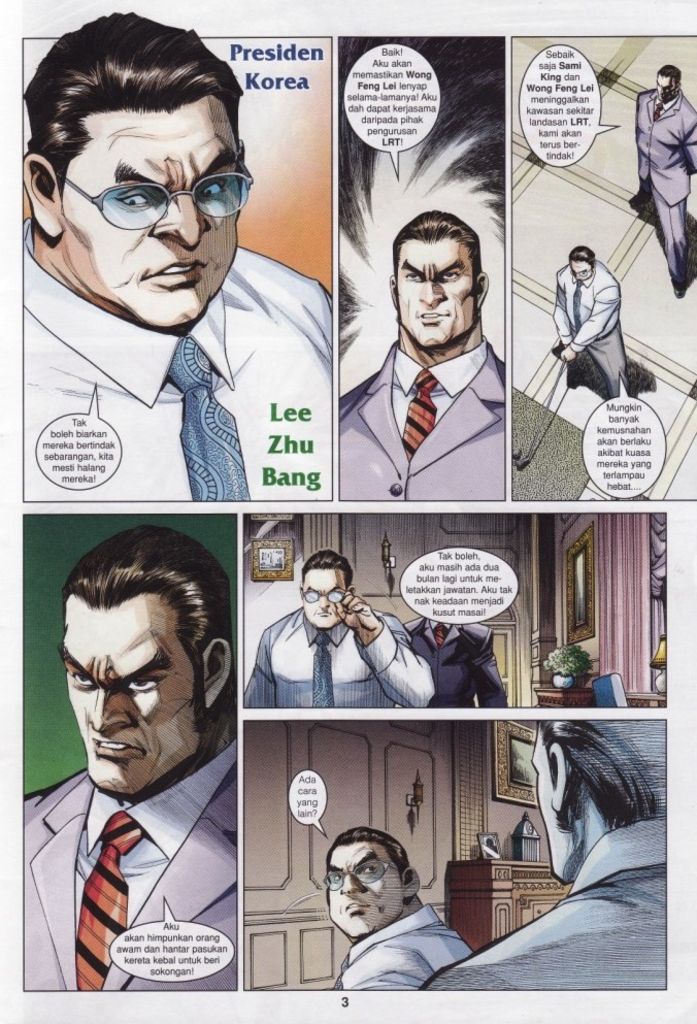 Presiden
Korea
Tak
boleh biarkan
mereka bertindak
sebarangan, kita
mesti halang
mereka!
Lee
Zhu
Bang
Baik!
Aku akan
memastikan Wong
Feng Lei lenyap
selama-lamanya! Aku
dah dapat kerjasama
daripada pihak
pengurusan
LRT!
Sebaik
saja Sami
King dan
Wong Feng Lei
meninggalkan
kawasan sekitar
landasan LRT,
kami akan
terus ber-
tindak!
Mungkin
banyak
kemusnahan
akan berlaku
akibat kuasa
mereka yang
terlampau
hebat....
Aku
akan himpunkan orang
awam dan hantar pasukan
kereta kebal untuk beri
sokongan!
Tak boleh,
aku masih ada dua
bulan lagi untuk me-
letakkan jawatan. Aku tak
nak keadaan menjadi
kusut masai!
Ada
cara
yang
lain?
3